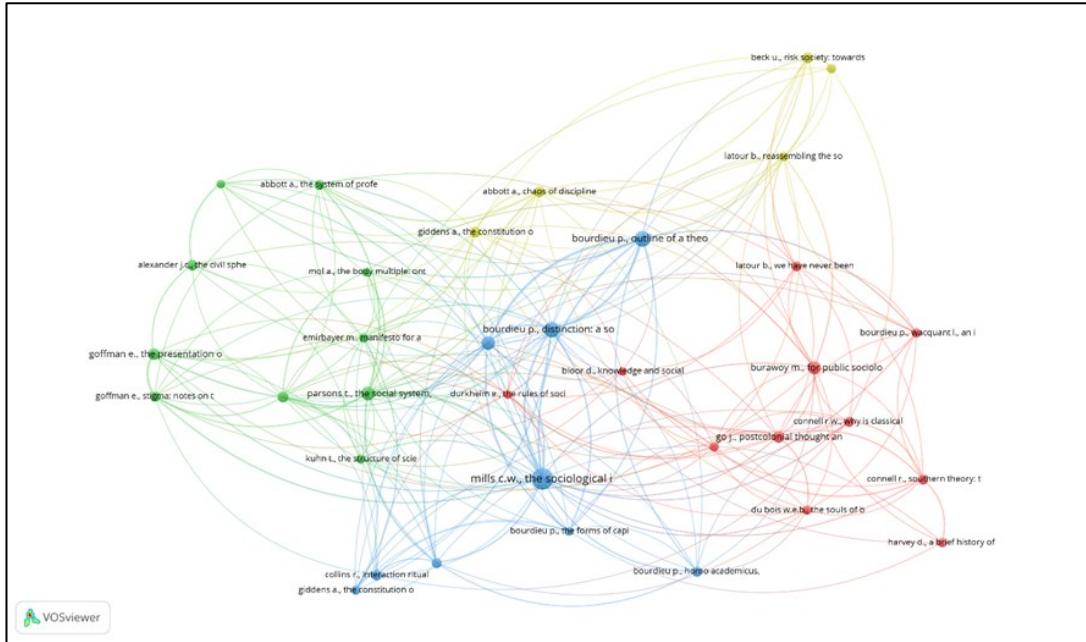 beck u., risk society: towards
latour b., reassembling the so
abbott a., the system of profe
abbott a., chaos of discipline
giddens a., the constitution o
bourdieu p., outline of a theo
alexander j.c., the civil sphe
mol a., the body multiple: ont
latour b., we have never been
bourdieu p., distinction: a so
bourdieu p., wacquant l., an i
emirbayer m., manifesto for a
goffman e., the presentation o
bloor d., knowledge and social
burawoy m., for public sociolo
goffman e., stigma: notes on t
parsons t., the social system,
durkheim e., the rules of soci
connell r.w., why is classical
go j., postcolonial thought an
kuhn t., the structure of scie
mills c.w., the sociological i
connell r., southern theory: t
du bois w.e.b., the souls of b
bourdieu p., the forms of capi
harvey d., a brief history of
collins r., interaction ritual
bourdieu p., homo academicus,
giddens a., the constitution o
VOSviewer